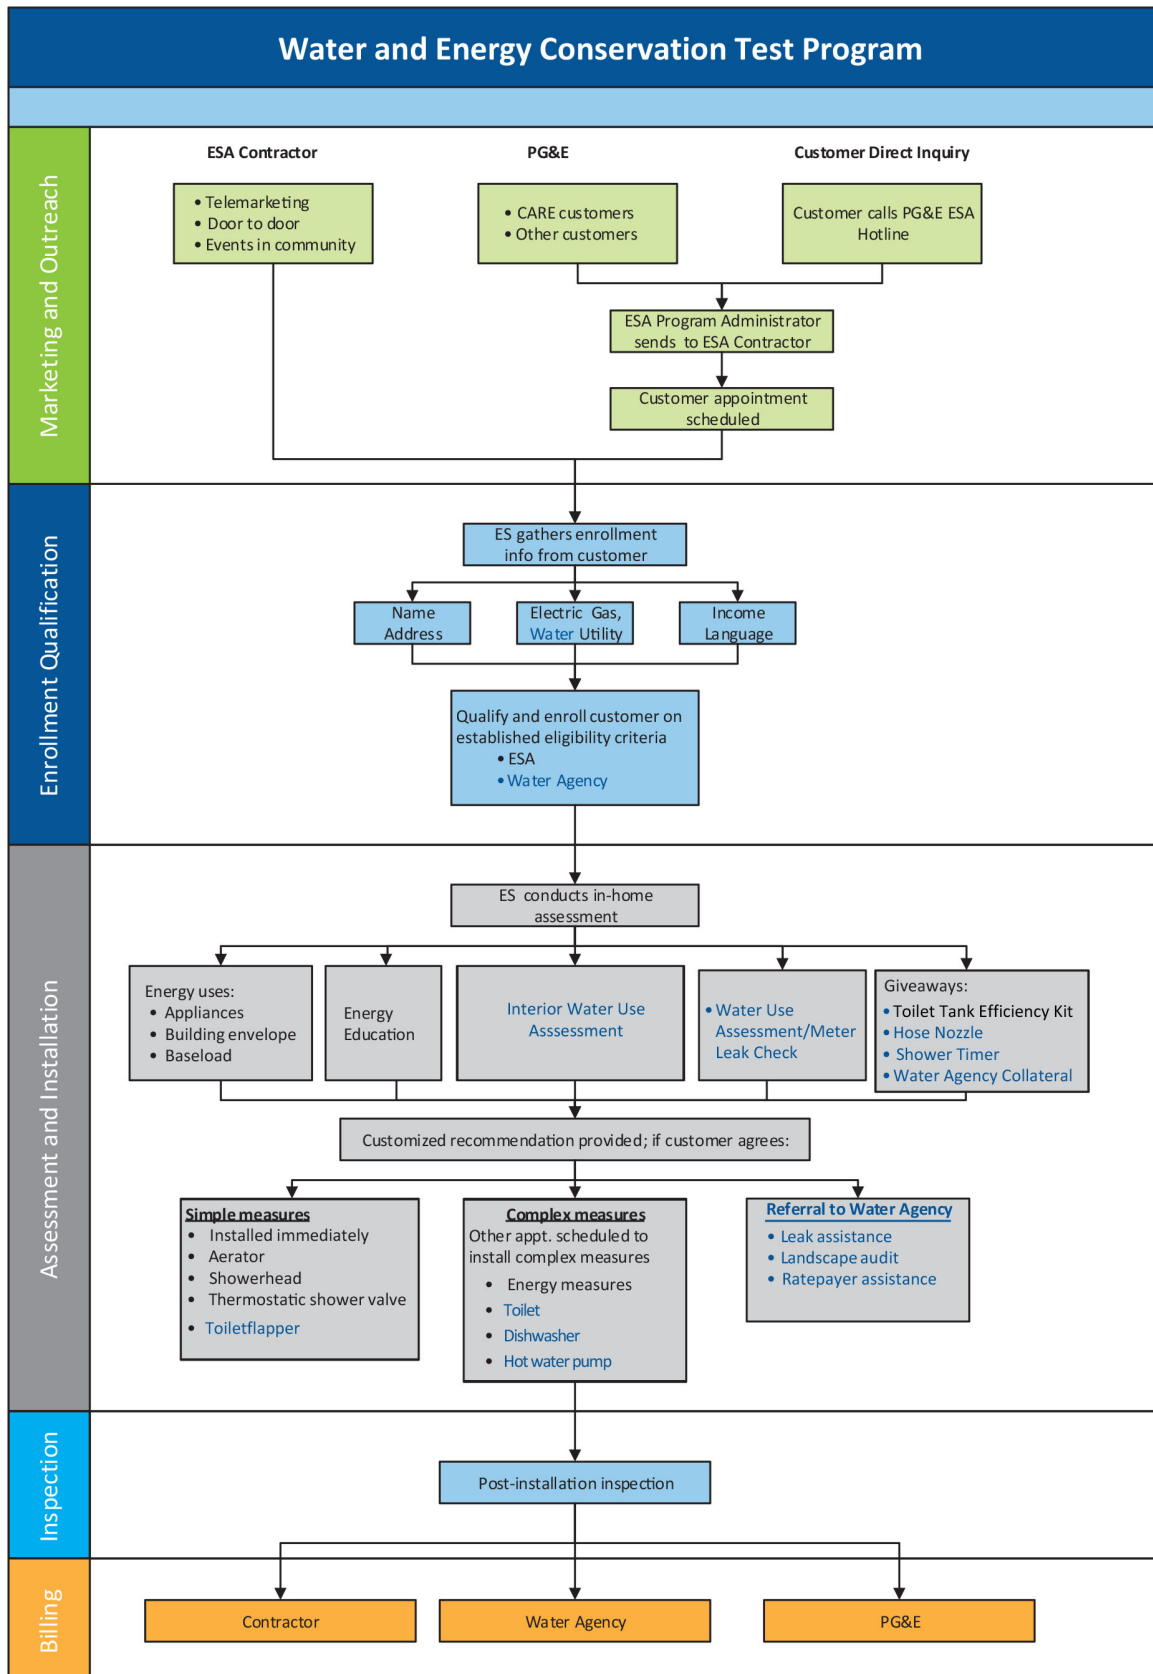 Water and Energy Conservation Test Program
Marketing and Outreach
ESA Contractor
PG&E
Customer Direct Inquiry
• Telemarketing
• Door to door
• Events in community
• CARE customers
• Other customers
Customer calls PG&E ESA
Hotline
ESA Program Administrator
sends to ESA Contractor
Customer appointment
scheduled
Enrollment Qualification
ES gathers enrollment
info from customer
Name
Address
Electric Gas,
Water Utility
Income
Language
Qualify and enroll customer on
established eligibility criteria
• ESA
• Water Agency
Assessment and Installation
ES conducts in-home
assessment
Energy uses:
• Appliances
• Building envelope
• Baseload
Energy
Education
Interior Water Use
Asssessment
• Water Use
Assessment/Meter
Leak Check
Giveaways:
• Toilet Tank Efficiency Kit
• Hose Nozzle
• Shower Timer
• Water Agency Collateral
Customized recommendation provided; if customer agrees:
Simple measures
• Installed immediately
• Aerator
• Showerhead
• Thermostatic shower valve
• Toiletflapper
Complex measures
Other appt. scheduled to
install complex measures
• Energy measures
• Toilet
• Dishwasher
• Hot water pump
Referral to Water Agency
• Leak assistance
• Landscape audit
• Ratepayer assistance
Inspection
Post-installation inspection
Billing
Contractor
Water Agency
PG&E